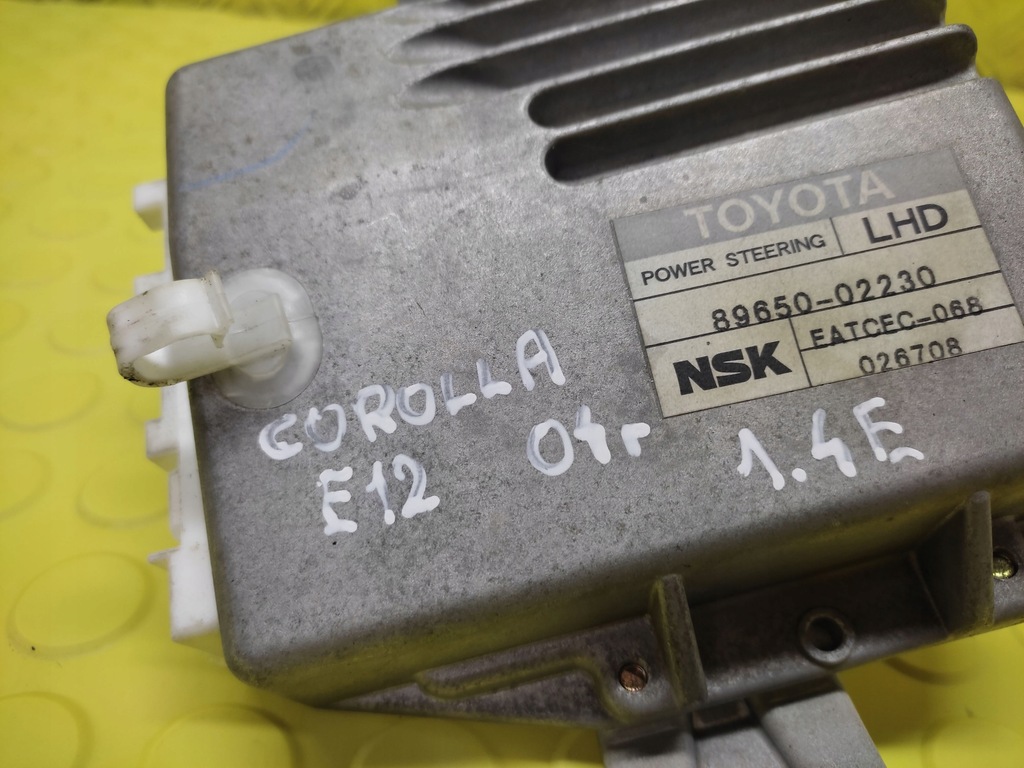 TOYOTA
POWER STEERING LHD
89650-02230
NSK EATCEC-068
026708
COROLLA
E12 04r 1.4E